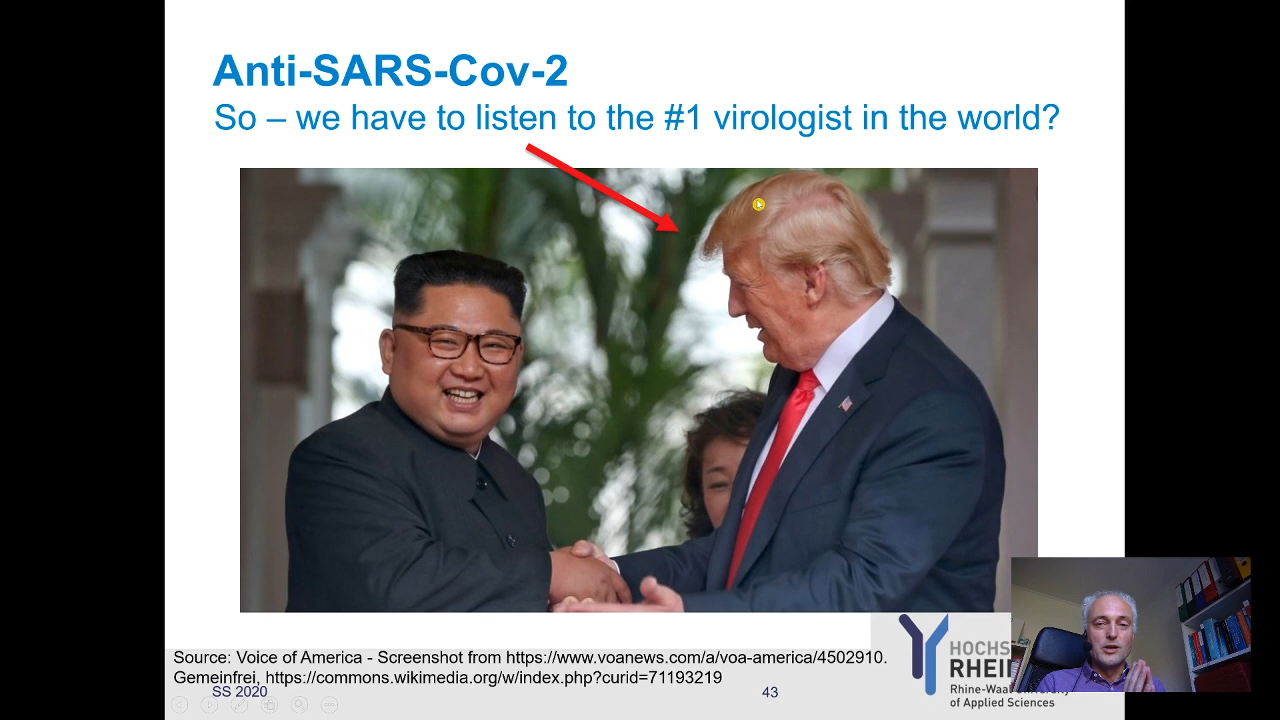 Anti-SARS-Cov-2
So – we have to listen to the #1 virologist in the world?
Source: Voice of America - Screenshot from https://www.voanews.com/a/voa-america/4502910.
Gemeinfrei, https://commons.wikimedia.org/w/index.php?curid=71193219
SS 2020
43
HOCHS
RHEI
Rhine-Waal University
of Applied Sciences